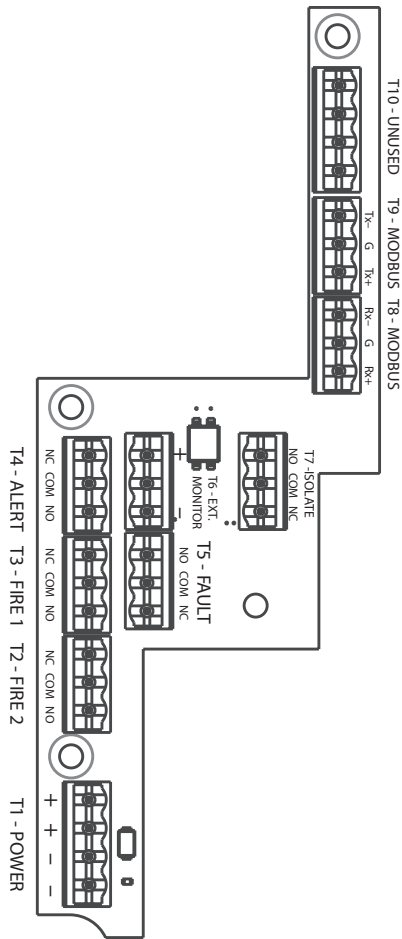 T10 - UNUSED
T9 - MODBUS
Tx– G Tx+
T8 - MODBUS
Rx– G Rx+
T7 -ISOLATE
NO COM NC
T6 - EXT.
MONITOR
+ –
T5 - FAULT
NO COM NC
T4 - ALERT
NC COM NO
T3 - FIRE 1
NC COM NO
T2 - FIRE 2
NC COM NO
T1 - POWER
+ + – –